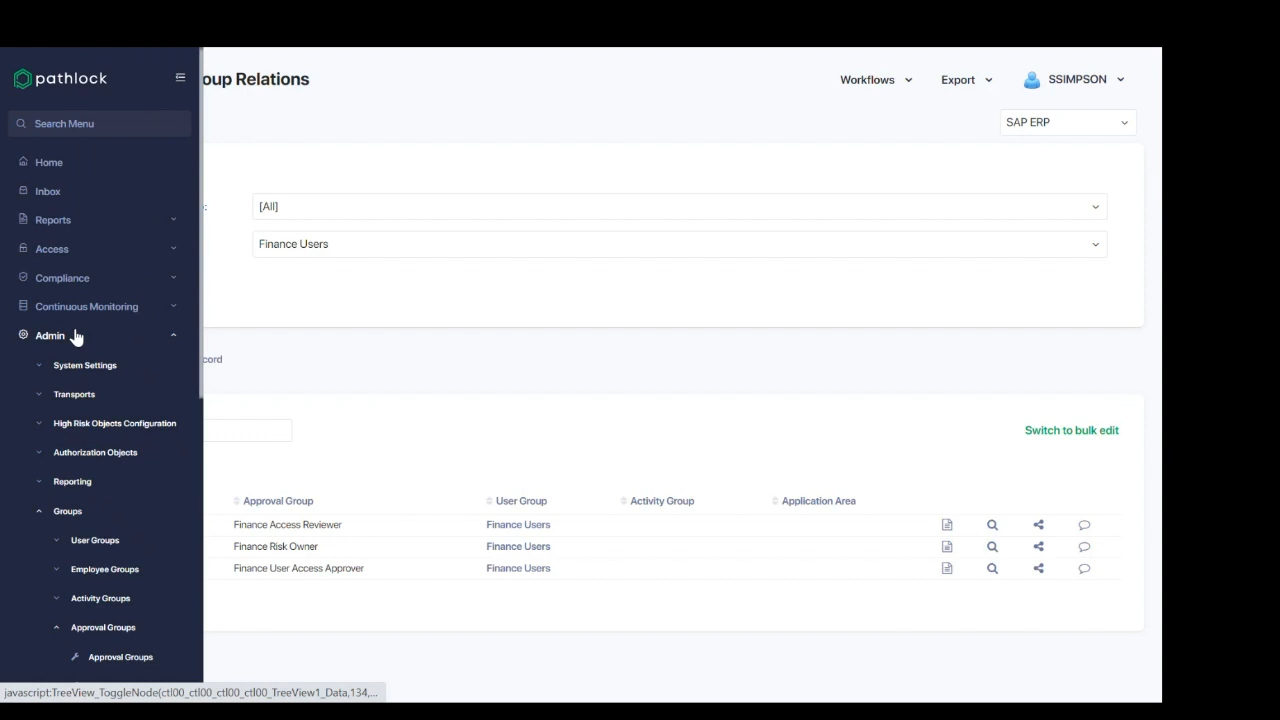 pathlock
oup Relations
Workflows
Export
SSIMPSON
Search Menu
SAP ERP
Home
Inbox
Reports
Access
Compliance
Continuous Monitoring
Admin
System Settings
Transports
High Risk Objects Configuration
Authorization Objects
Reporting
Groups
User Groups
Employee Groups
Activity Groups
Approval Groups
Approval Groups
:
[All]
Finance Users
cord
Switch to bulk edit
Approval Group User Group Activity Group Application Area
Finance Access Reviewer Finance Users
Finance Risk Owner Finance Users
Finance User Access Approver Finance Users
javascript:TreeView_ToggleNode(ctl00_ctl00_ctl00_ctl00_TreeView1_Data,134,...